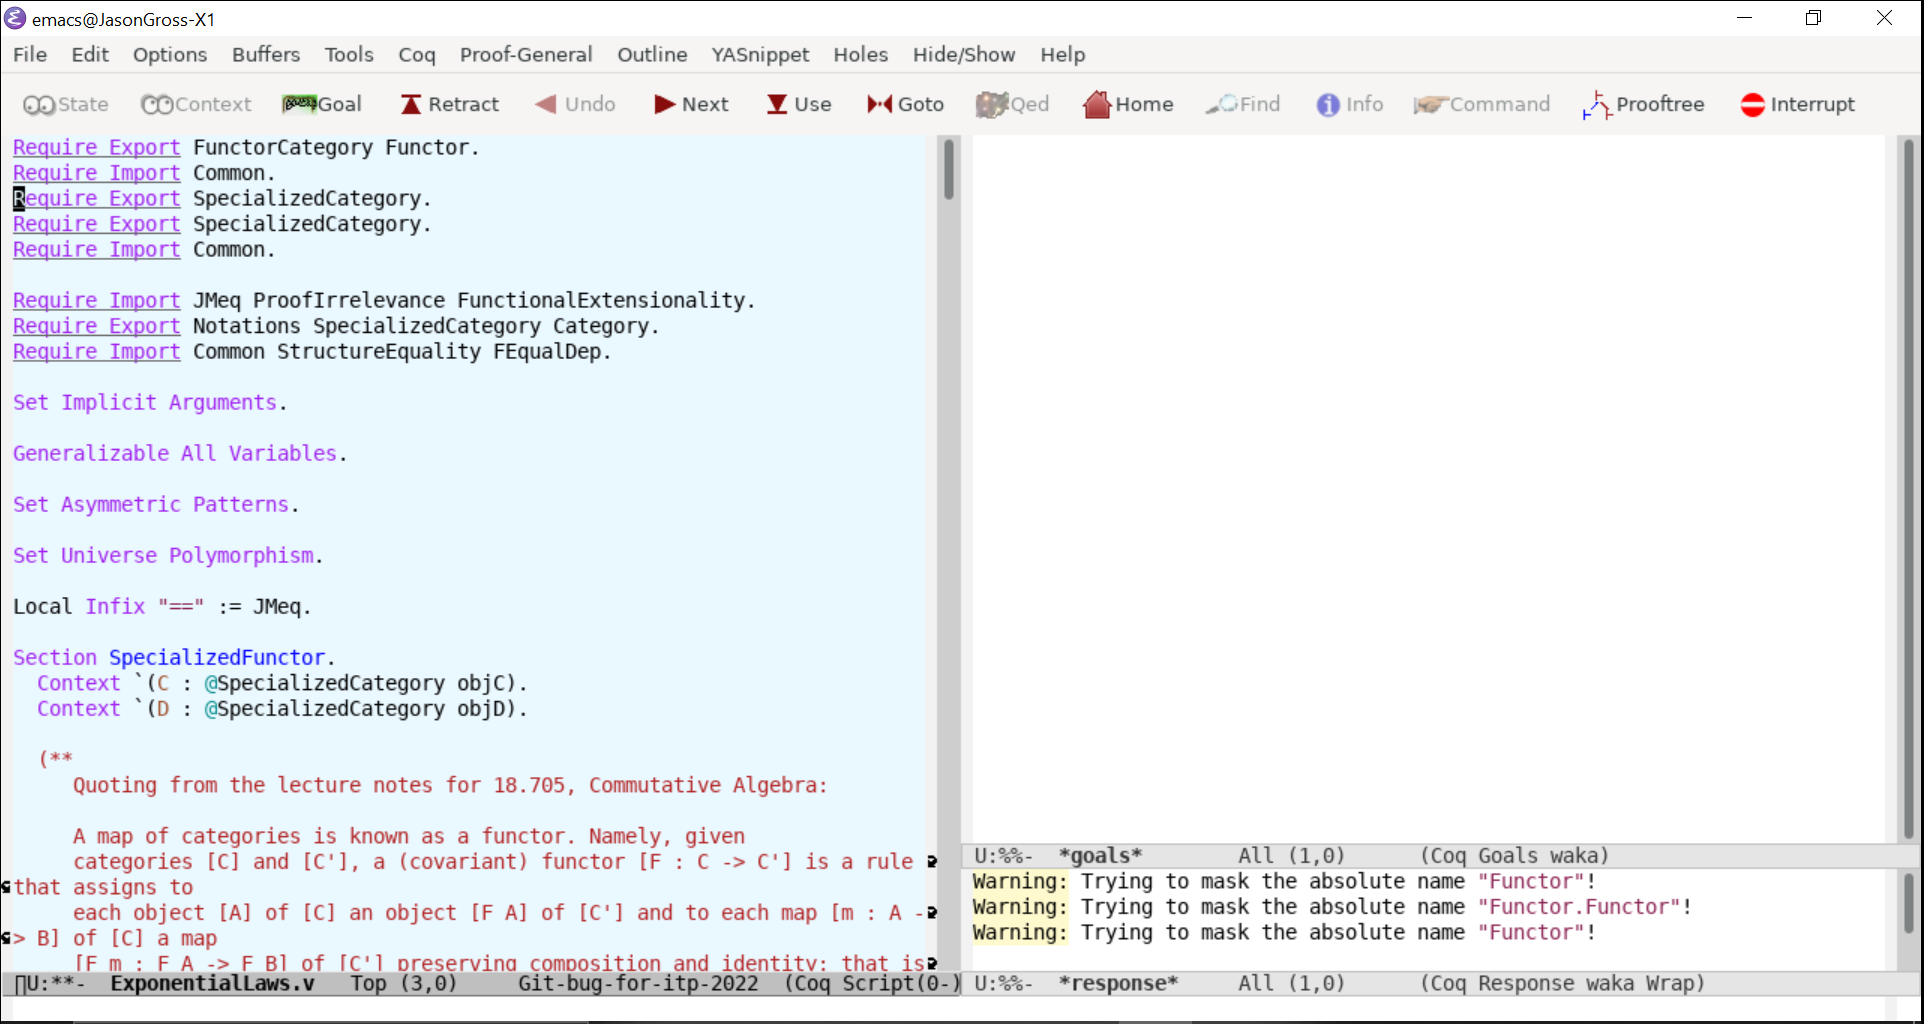 emacs@JasonGross-X1
File Edit Options Buffers Tools Coq Proof-General Outline YASnippet Holes Hide/Show Help
State Context Goal Retract Undo Next Use Goto Qed Home Find Info Command Prooftree Interrupt
Require Export FunctorCategory Functor.
Require Import Common.
Require Export SpecializedCategory.
Require Export SpecializedCategory.
Require Import Common.
Require Import JMeq ProofIrrelevance FunctionalExtensionality.
Require Export Notations SpecializedCategory Category.
Require Import Common StructureEquality FEqualDep.
Set Implicit Arguments.
Generalizable All Variables.
Set Asymmetric Patterns.
Set Universe Polymorphism.
Local Infix "==" := JMeq.
Section SpecializedFunctor.
Context `(C : @SpecializedCategory objC).
Context `(D : @SpecializedCategory objD).
(**
Quoting from the lecture notes for 18.705, Commutative Algebra:
A map of categories is known as a functor. Namely, given
categories [C] and [C'], a (covariant) functor [F : C -> C'] is a rule
that assigns to
each object [A] of [C] an object [F A] of [C'] and to each map [m : A -
> B] of [C] a map
[F m : F A -> F B] of [C'] preserving composition and identity; that is
U:**- ExponentialLaws.v Top (3,0) Git-bug-for-itp-2022 (Coq Script(0-)
U:%%- *goals* All (1,0) (Coq Goals waka)
Warning: Trying to mask the absolute name "Functor"!
Warning: Trying to mask the absolute name "Functor.Functor"!
Warning: Trying to mask the absolute name "Functor"!
U:%%- *response* All (1,0) (Coq Response waka Wrap)